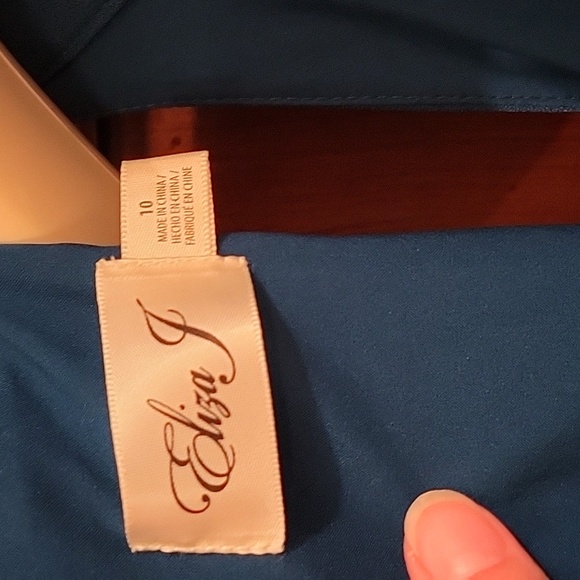 10
MADE IN CHINA/
HECHO EN CHINA/
FABRIQUÉ EN CHINE
Eliza J